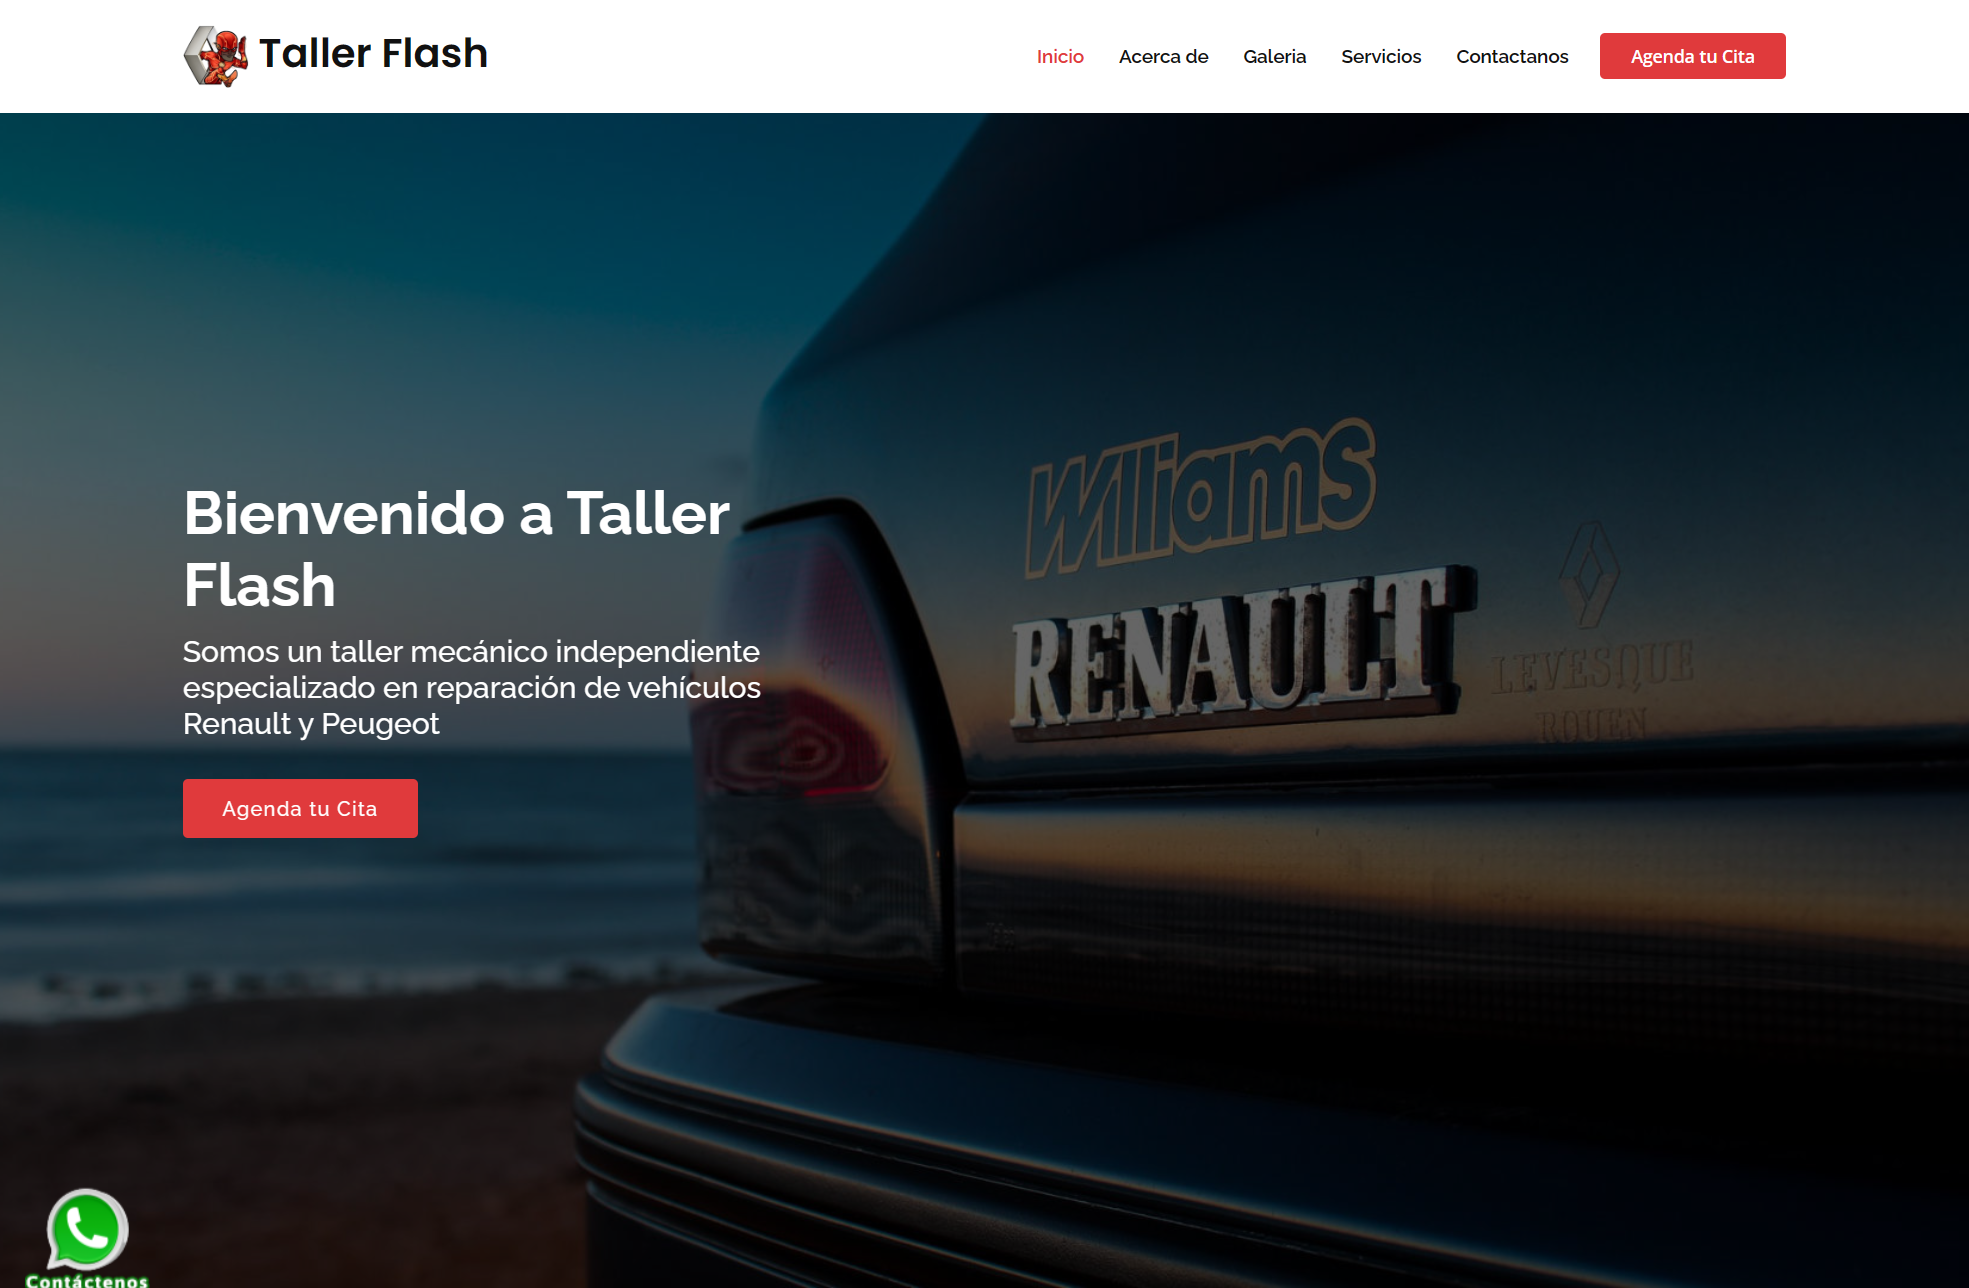 Taller Flash
Inicio
Acerca de
Galeria
Servicios
Contactanos
Agenda tu Cita
Williams
RENAULT
LEVESQUE
ROUEN
Bienvenido a Taller
Flash
Somos un taller mecánico independiente
especializado en reparación de vehículos
Renault y Peugeot
Agenda tu Cita
Contáctenos